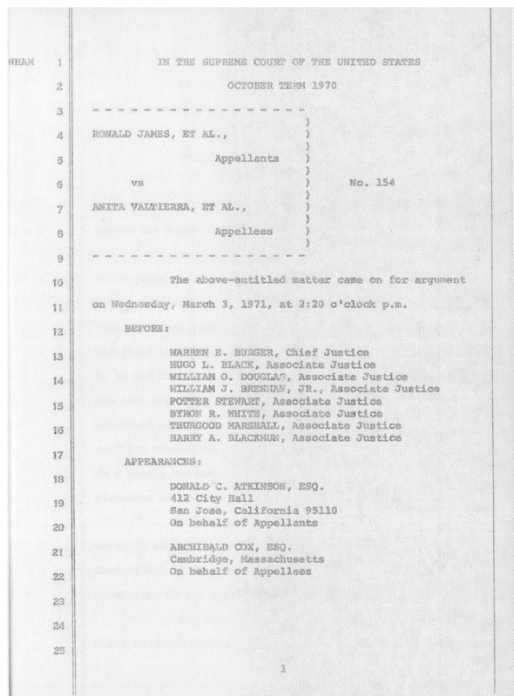 NHAM 1 IN THE SUPREME COURT OF THE UNITED STATES
2 OCTOBER TERM 1970
3 - - - - - - - - - - - - - - - - -
)
4 RONALD JAMES, ET AL., )
)
5 Appellants )
)
6 vs ) No. 154
)
7 ANITA VALTIERRA, ET AL., )
)
8 Appellees )
)
9 - - - - - - - - - - - - - - - - -
10 The above-entitled matter came on for argument
11 on Wednesday, March 3, 1971, at 2:20 o'clock p.m.
12 BEFORE:
13 WARREN E. BURGER, Chief Justice
HUGO L. BLACK, Associate Justice
14 WILLIAM O. DOUGLAS, Associate Justice
WILLIAM J. BRENNAN, JR., Associate Justice
15 POTTER STEWART, Associate Justice
BYRON R. WHITE, Associate Justice
16 THURGOOD MARSHALL, Associate Justice
HARRY A. BLACKMUN, Associate Justice
17
APPEARANCES:
18
DONALD C. ATKINSON, ESQ.
19 412 City Hall
San Jose, California 95110
20 On behalf of Appellants
21 ARCHIBALD COX, ESQ.
Cambridge, Massachusetts
22 On behalf of Appellees
23
24
25
1